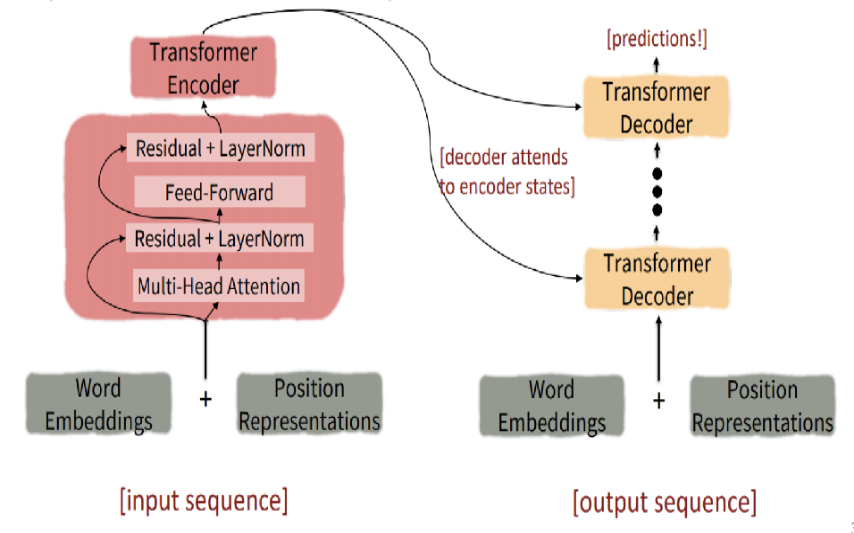 Transformer
Encoder
Residual + LayerNorm
Feed-Forward
Residual + LayerNorm
Multi-Head Attention
Word
Embeddings
+
Position
Representations
[input sequence]
[predictions!]
Transformer
Decoder
[decoder attends
to encoder states]
Transformer
Decoder
Word
Embeddings
+
Position
Representations
[output sequence]